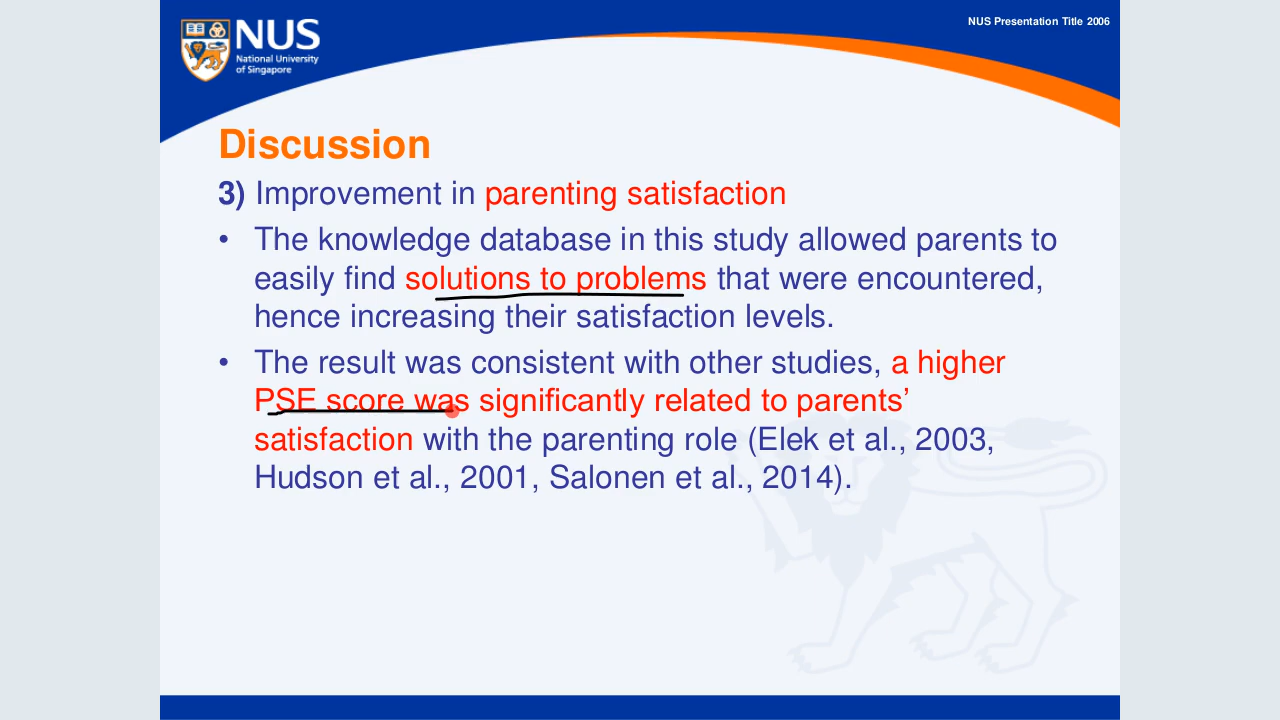 NUS Presentation Title 2006
NUS
National University
of Singapore
Discussion
3) Improvement in parenting satisfaction
• The knowledge database in this study allowed parents to
easily find solutions to problems that were encountered,
hence increasing their satisfaction levels.
• The result was consistent with other studies, a higher
PSE score was significantly related to parents’
satisfaction with the parenting role (Elek et al., 2003,
Hudson et al., 2001, Salonen et al., 2014).